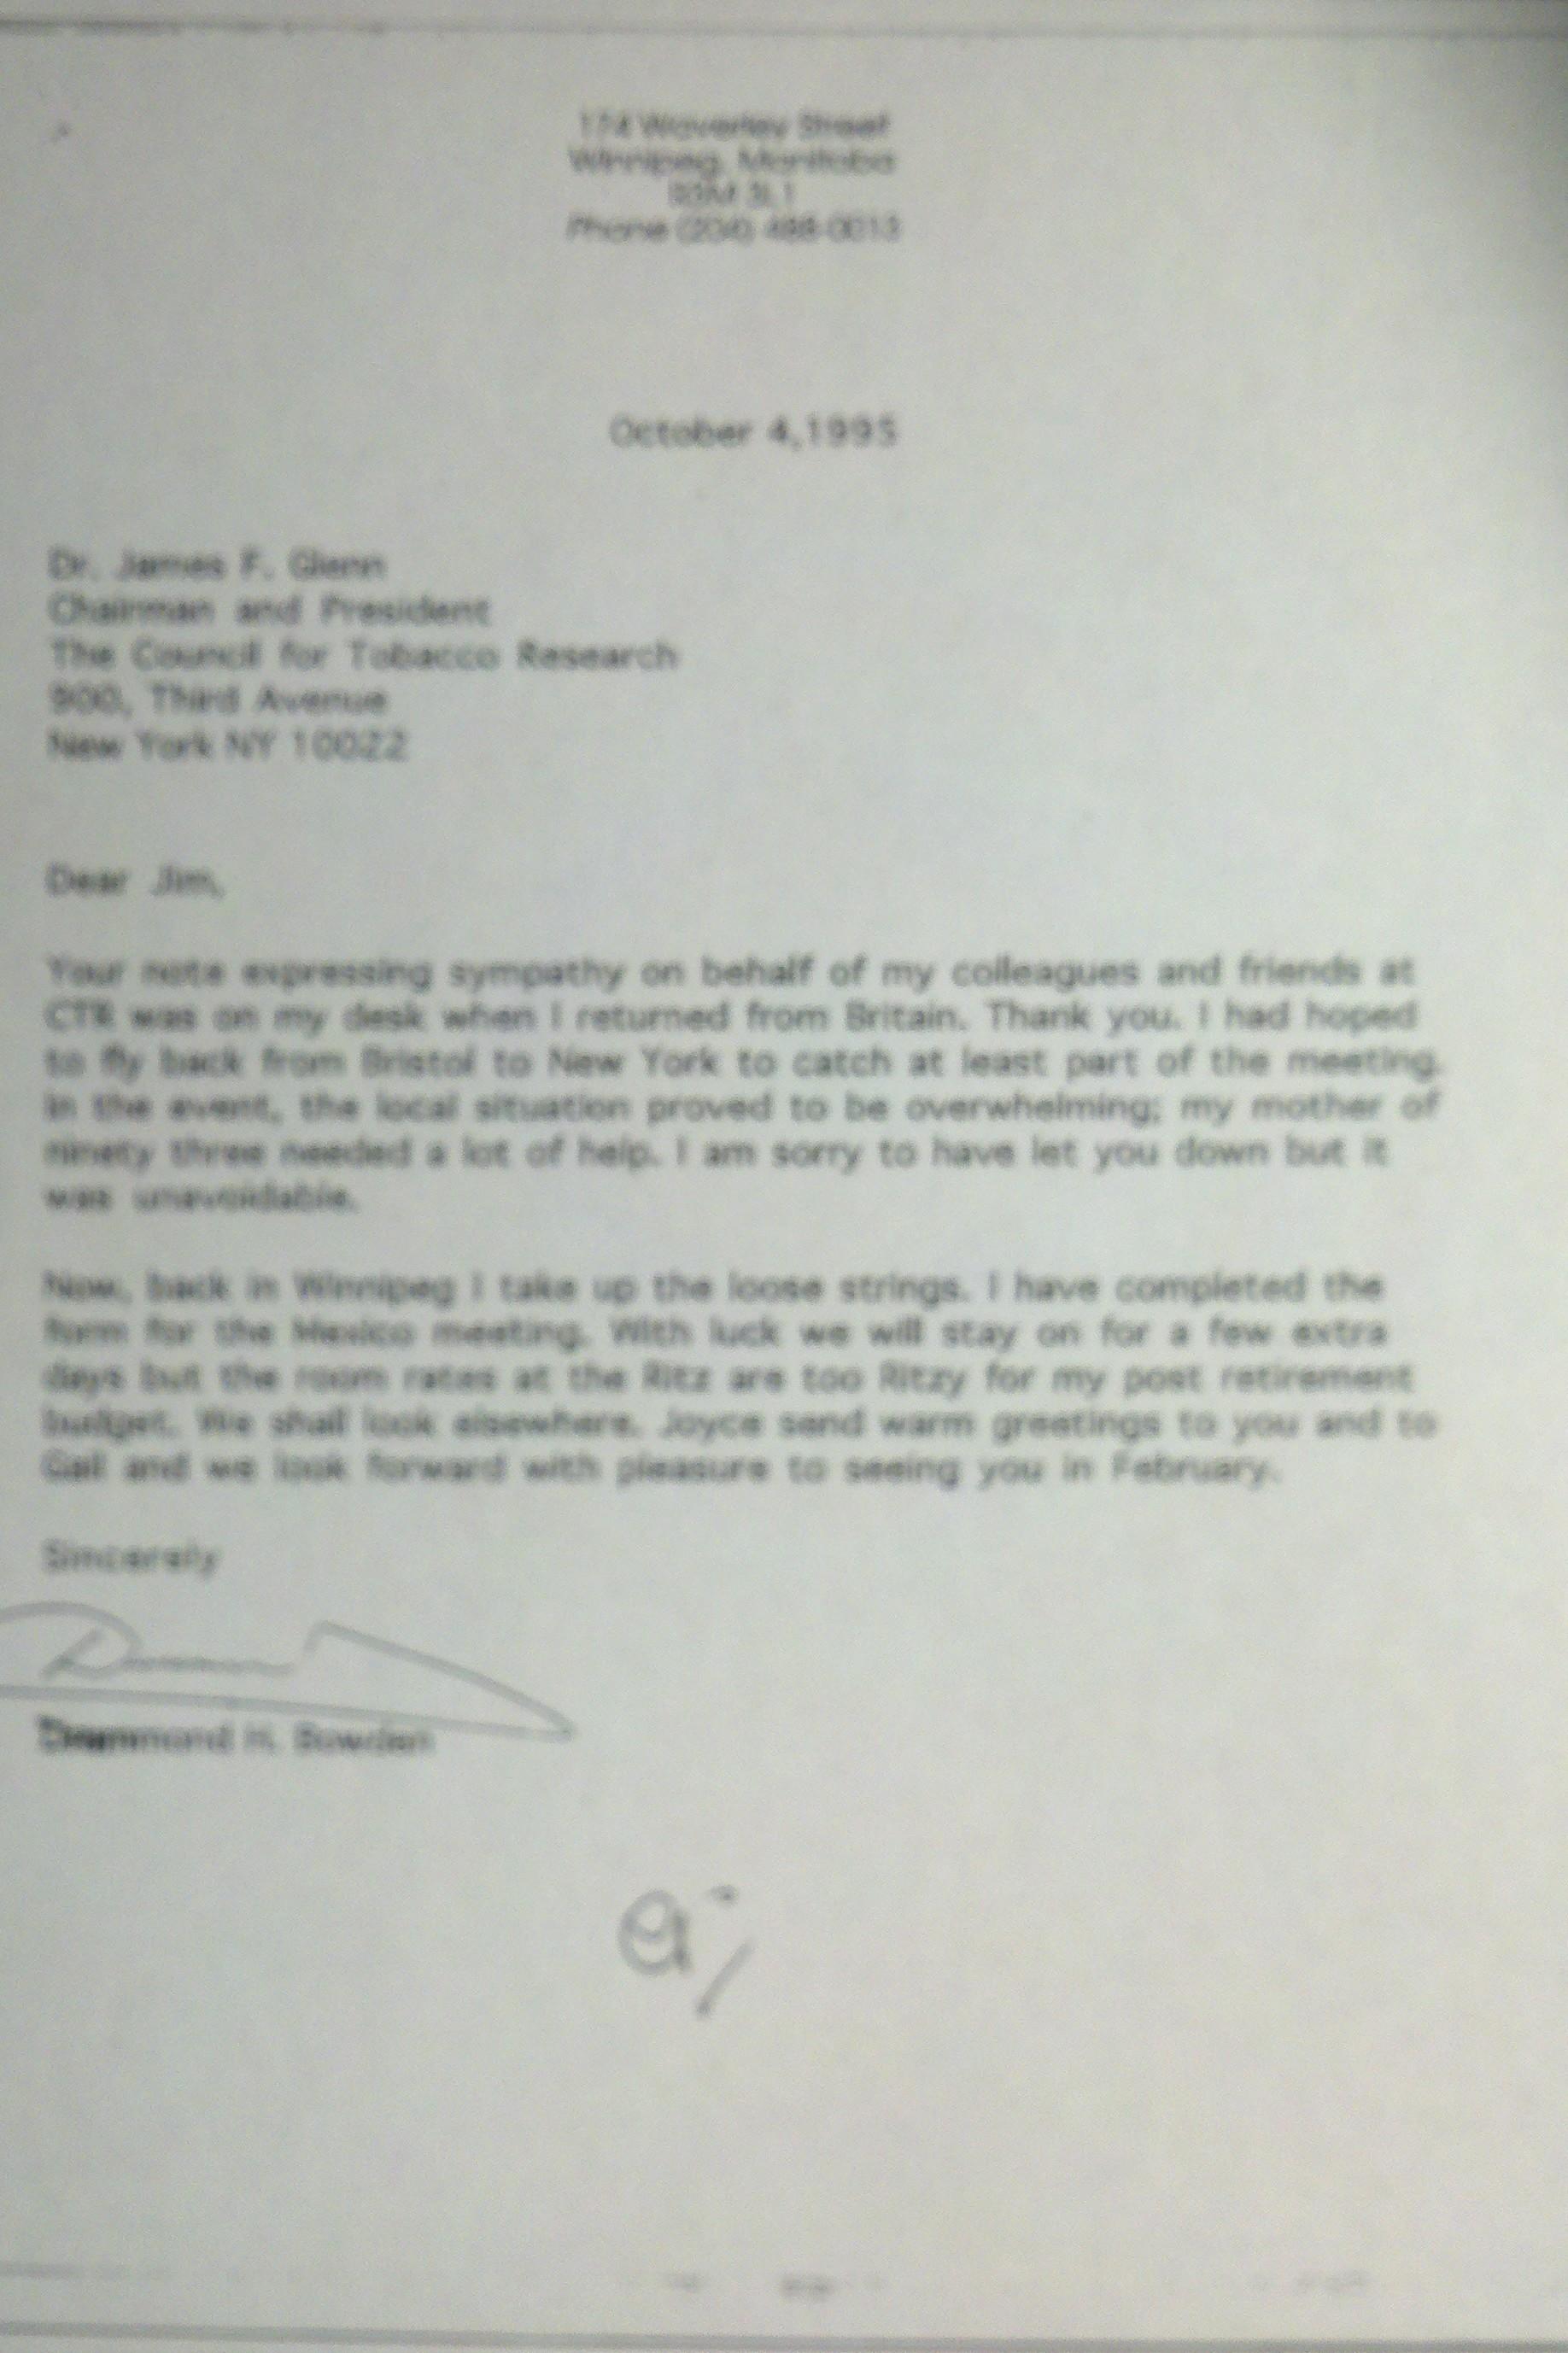 174 Waverley Street
Winnipeg, Manitoba
R3M 3L1
Phone (204) 488-0013
October 4,1995
Dr. James F. Glenn
Chairman and President
The Council for Tobacco Research
900, Third Avenue
New York NY 10022
Dear Jim,
Your note expressing sympathy on behalf of my colleagues and friends at
CTR was on my desk when I returned from Britain. Thank you. I had hoped
to fly back from Bristol to New York to catch at least part of the meeting.
In the event, the local situation proved to be overwhelming; my mother of
ninety three needed a lot of help. I am sorry to have let you down but it
was unavoidable.
Now, back in Winnipeg I take up the loose strings. I have completed the
form for the Mexico meeting. With luck we will stay on for a few extra
days but the room rates at the Ritz are too Ritzy for my post retirement
budget. We shall look elsewhere. Joyce send warm greetings to you and to
Gail and we look forward with pleasure to seeing you in February.
Sincerely
Drummond H. Bowden